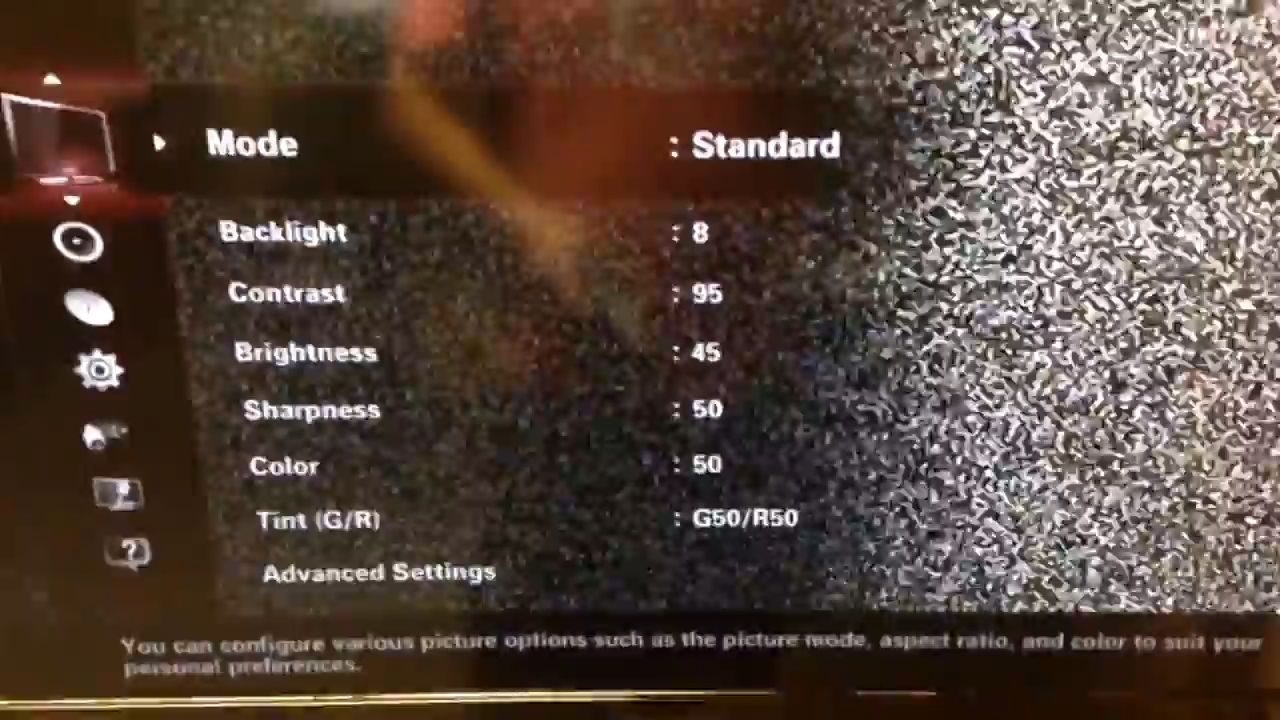 Mode : Standard
Backlight : 8
Contrast : 95
Brightness : 45
Sharpness : 50
Color : 50
Tint (G/R) : G50/R50
Advanced Settings
You can configure various picture options such as the picture mode, aspect ratio, and color to suit your
personal preferences.